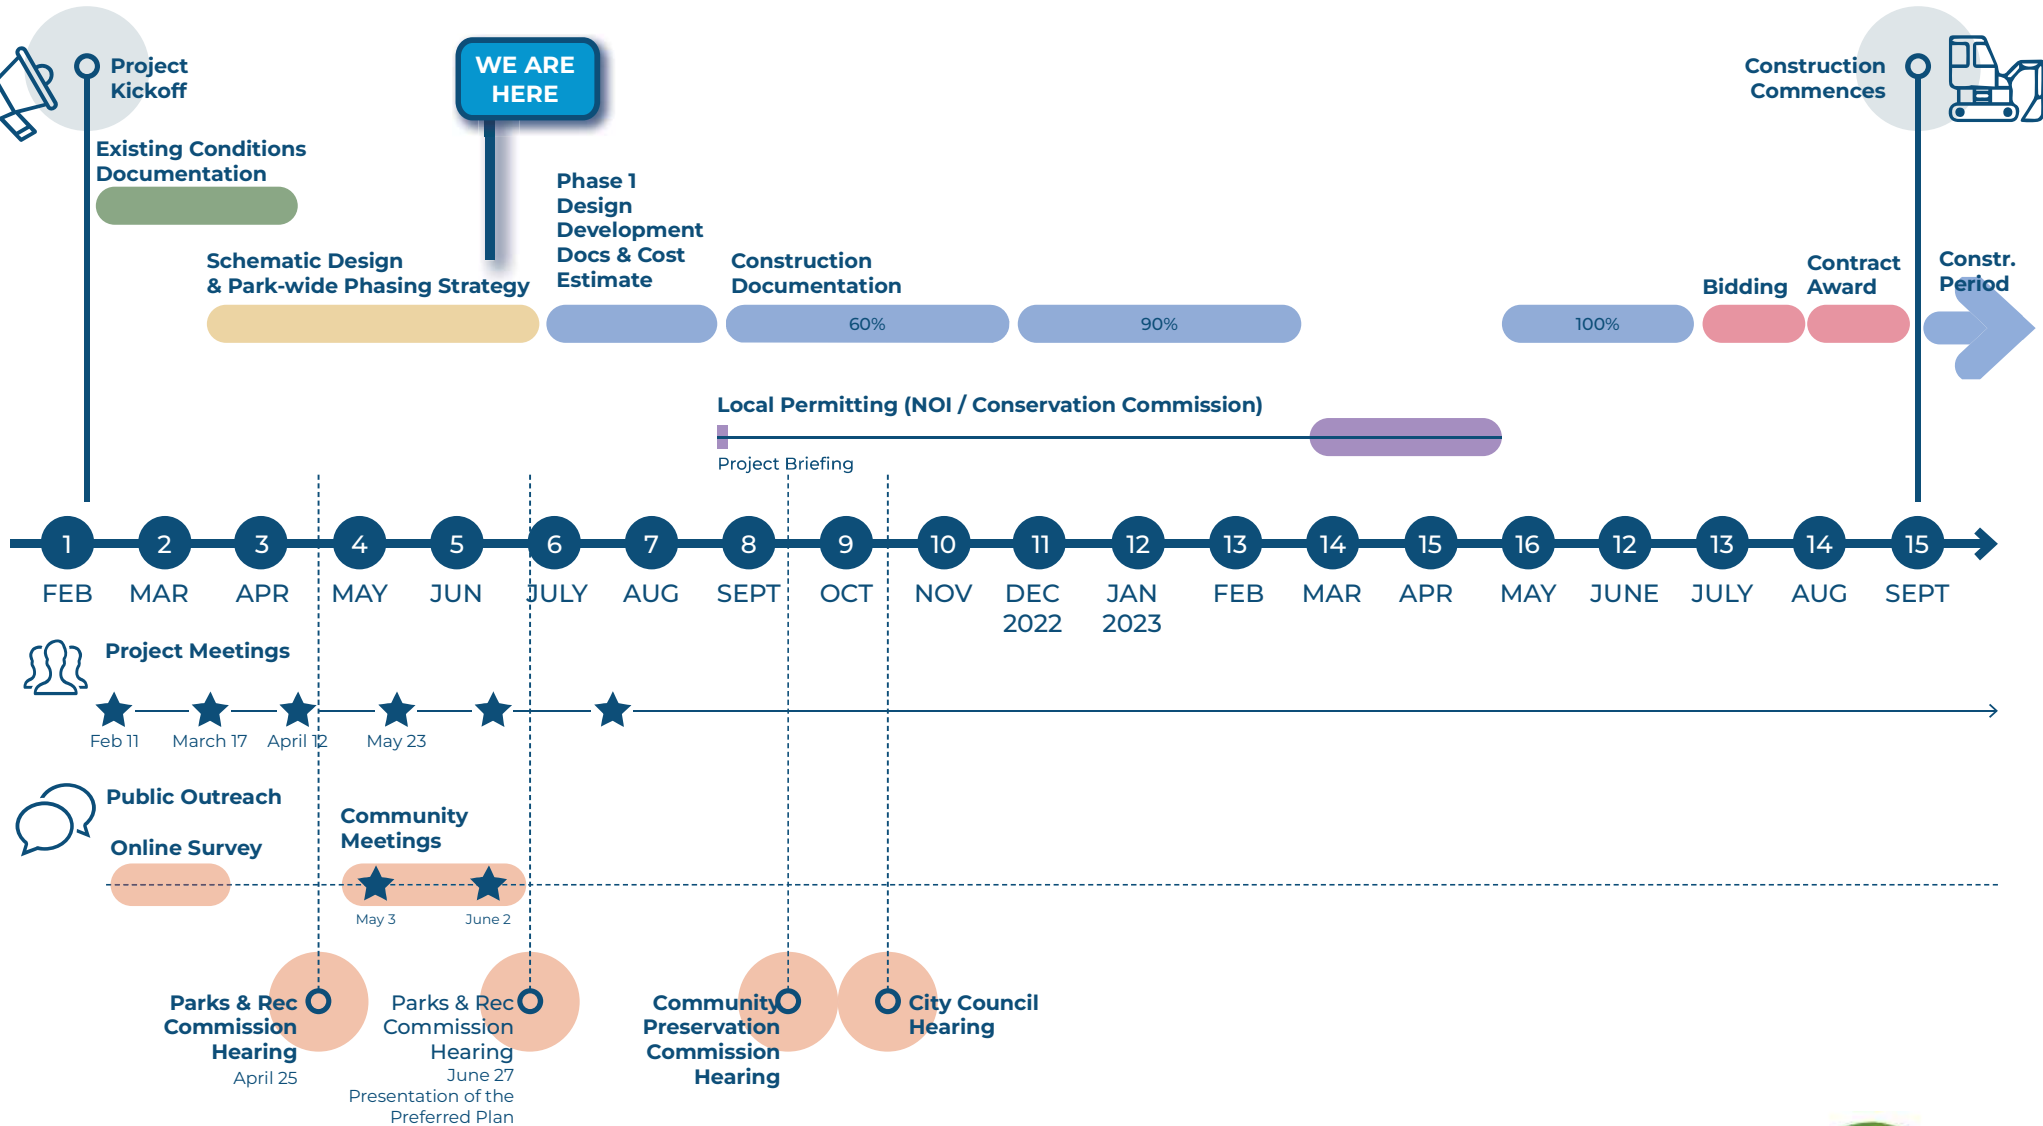 Project
Kickoff
WE ARE
HERE
Construction
Commences
Existing Conditions
Documentation
Schematic Design
& Park-wide Phasing Strategy
Phase 1
Design
Development
Docs & Cost
Estimate
Construction
Documentation
Bidding
Contract
Award
Constr.
Period
60%
90%
100%
Local Permitting (NOI / Conservation Commission)
Project Briefing
1 2 3 4 5 6 7 8 9 10 11 12 13 14 15 16 12 13 14 15
FEB MAR APR MAY JUN JULY AUG SEPT OCT NOV DEC JAN FEB MAR APR MAY JUNE JULY AUG SEPT
2022 2023
Project Meetings
Feb 11 March 17 April 12 May 23
Public Outreach
Online Survey
Community
Meetings
May 3 June 2
Parks & Rec
Commission
Hearing
April 25
Parks & Rec
Commission
Hearing
June 27
Presentation of the
Preferred Plan
Community
Preservation
Commission
Hearing
City Council
Hearing